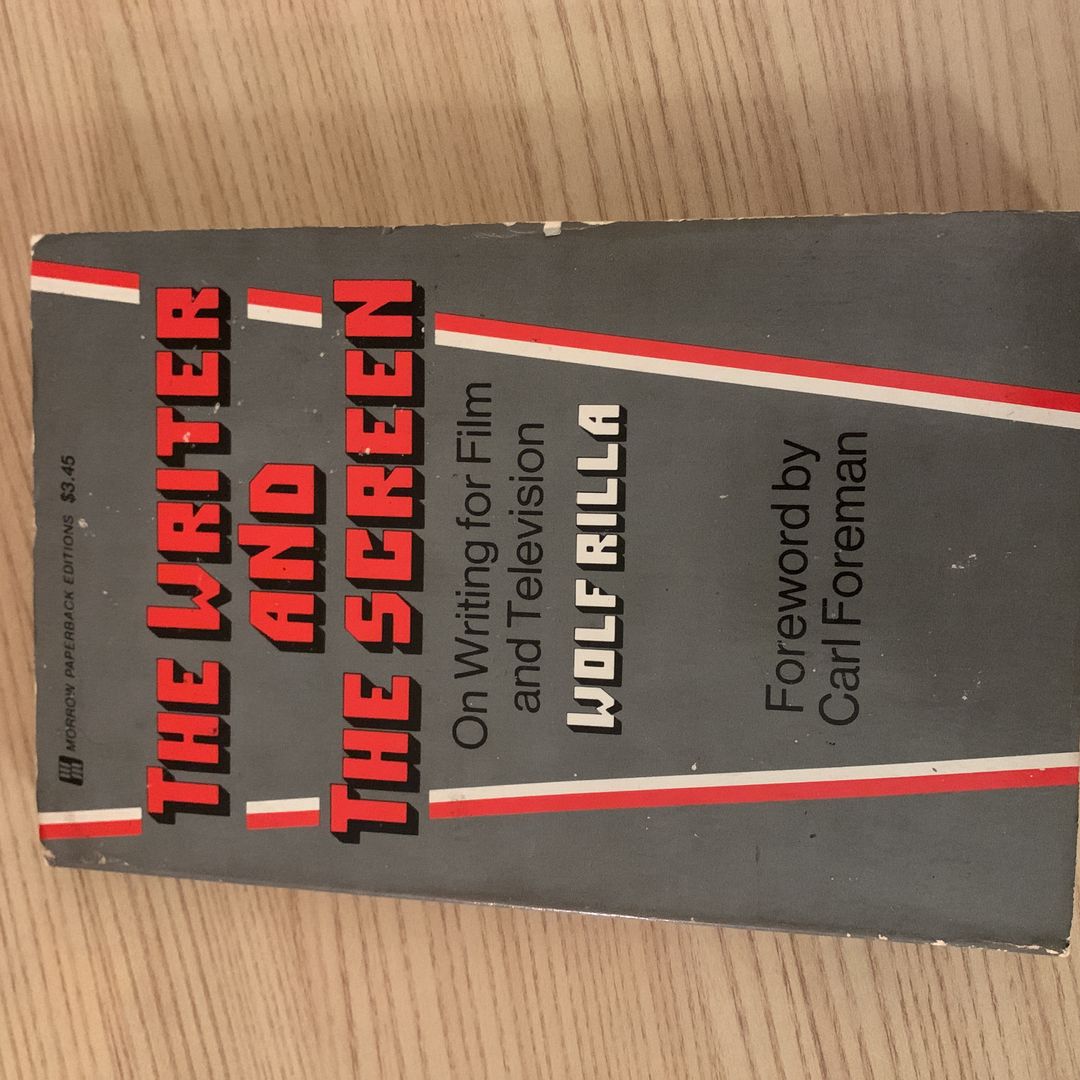 MORROW PAPERBACK EDITIONS $3.45
THE WRITER
AND
THE SCREEN
On Writing for Film
and Television
WOLF RILLA
Foreword by
Carl Foreman